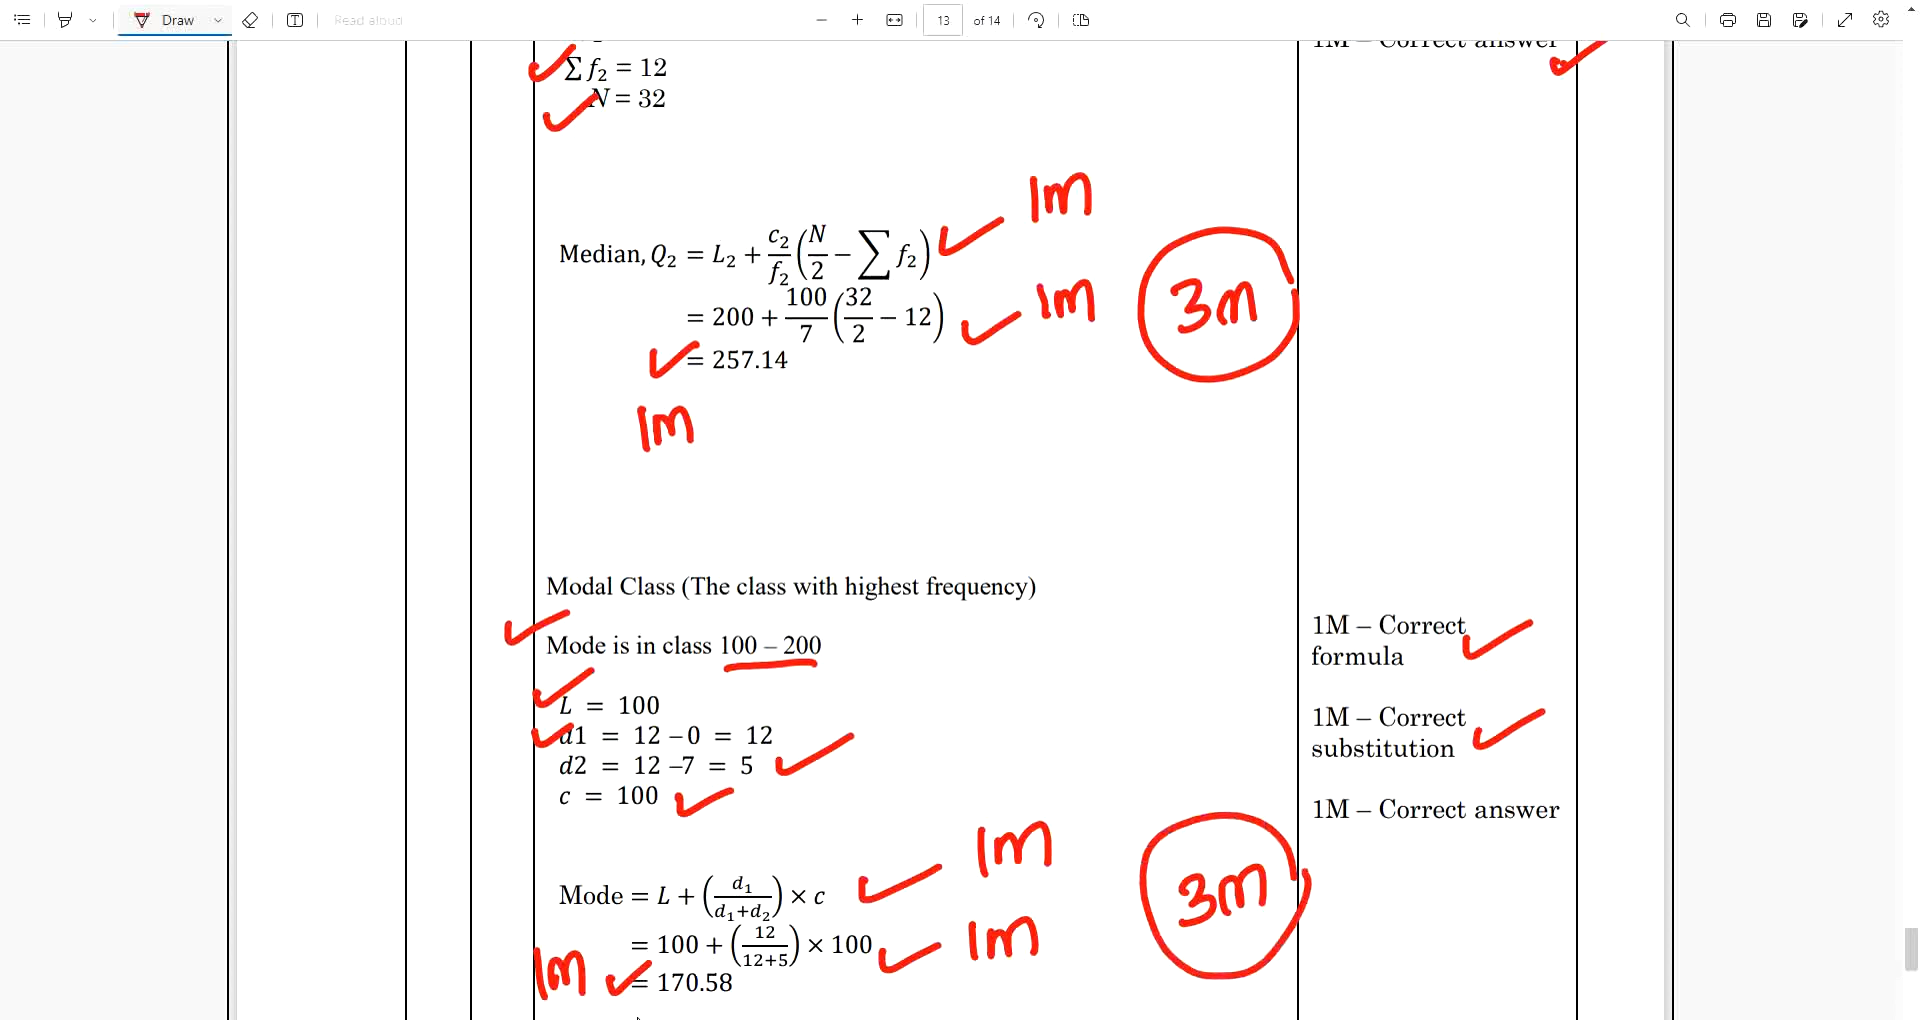 Draw
Read aloud
13 of 14
1M – Correct answer
∑ f₂ = 12
N = 32
1M
Median, Q₂ = L₂ + c₂/f₂ (N/2 − ∑ f₂)
1M
= 200 + 100/7 (32/2 − 12)
3M
= 257.14
1M
Modal Class (The class with highest frequency)
Mode is in class 100 – 200
1M – Correct
formula
L = 100
d1 = 12 – 0 = 12
d2 = 12 –7 = 5
c = 100
1M – Correct
substitution
1M – Correct answer
1M
Mode = L + (d₁/d₁+d₂) × c
3M
= 100 + (12/12+5) × 100
1M
1M
= 170.58